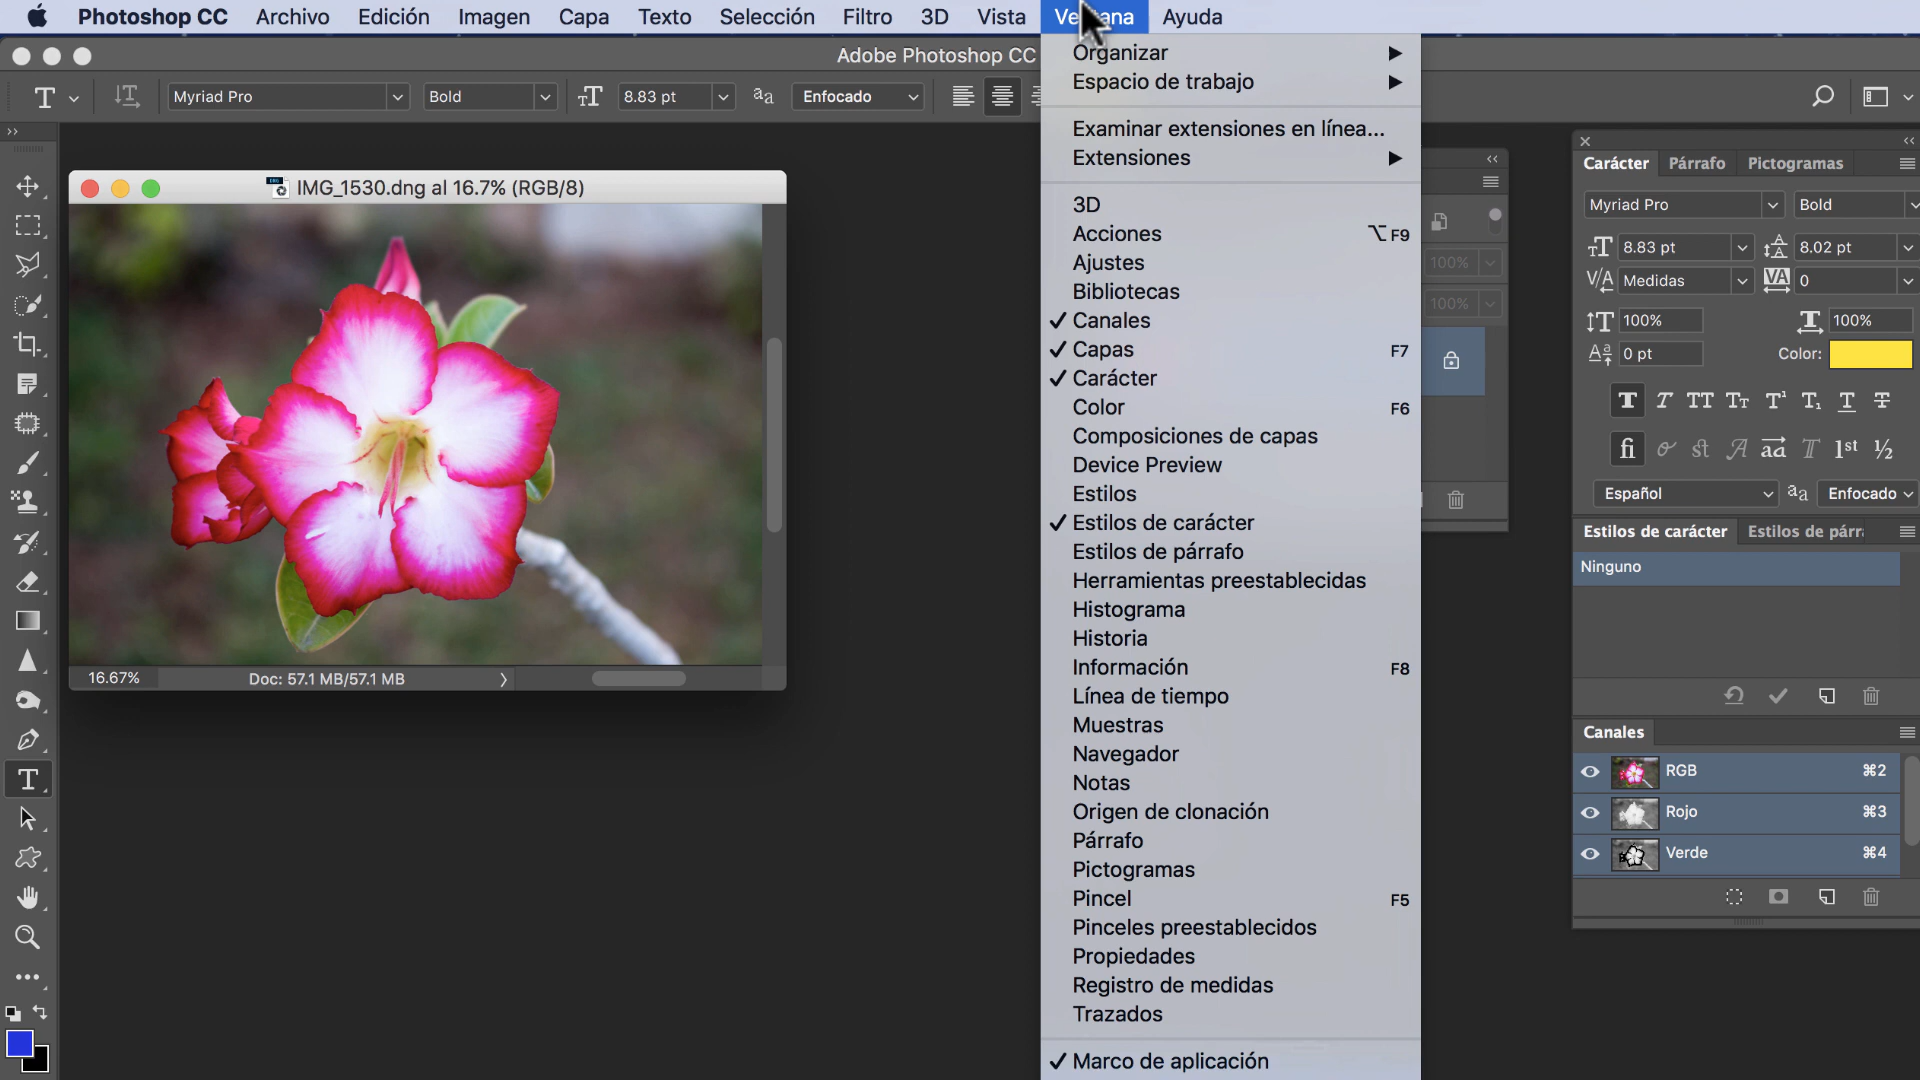 Photoshop CC Archivo Edición Imagen Capa Texto Selección Filtro 3D Vista Ventana Ayuda
Adobe Photoshop CC
Myriad Pro Bold 8.83 pt Enfocado
IMG_1530.dng al 16.7% (RGB/8)
16.67% Doc: 57.1 MB/57.1 MB
Organizar
Espacio de trabajo
Examinar extensiones en línea...
Extensiones
3D
Acciones ⌥F9
Ajustes
Bibliotecas
✓ Canales
✓ Capas F7
✓ Carácter
Color F6
Composiciones de capas
Device Preview
Estilos
✓ Estilos de carácter
Estilos de párrafo
Herramientas preestablecidas
Histograma
Historia
Información F8
Línea de tiempo
Muestras
Navegador
Notas
Origen de clonación
Párrafo
Pictogramas
Pincel F5
Pinceles preestablecidos
Propiedades
Registro de medidas
Trazados
✓ Marco de aplicación
100%
100%
Carácter Párrafo Pictogramas
Myriad Pro Bold
8.83 pt 8.02 pt
Medidas 0
100% 100%
0 pt Color:
Español Enfocado
Estilos de carácter Estilos de párr
Ninguno
Canales
RGB ⌘2
Rojo ⌘3
Verde ⌘4